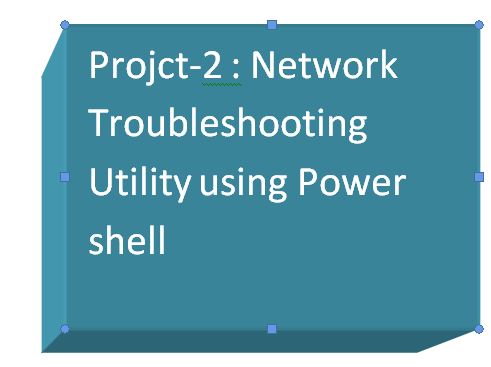 Projct-2 : Network
Troubleshooting
Utility using Power
shell